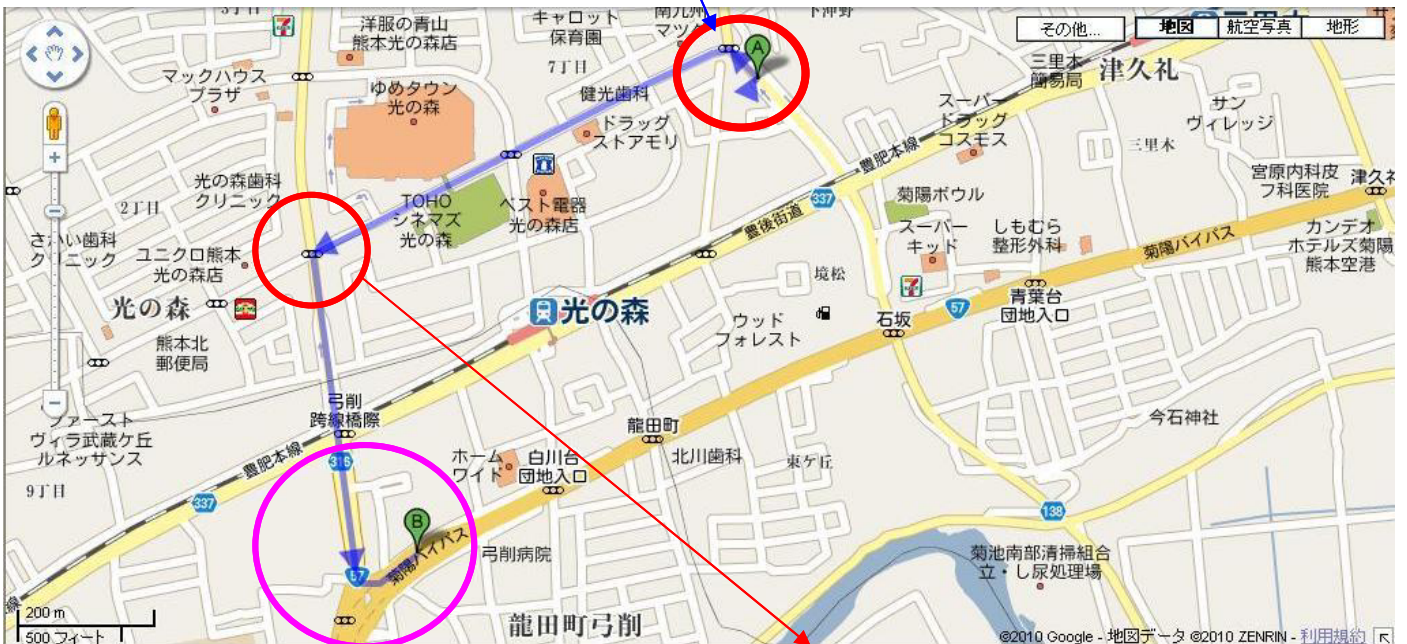 3丁目
洋服の青山
熊本光の森店
キャロット
保育園
南九州
マツダ
下沖野
その他...
地図
航空写真
地形
三里木
マックハウス
プラザ
ゆめタウン
光の森
7丁目
健光歯科
ドラッグ
ストアモリ
スーパー
ドラッグ
コスモス
三里木
簡易局
津久礼
サン
ヴィレッジ
三里木
豊肥本線
宮原内科皮
フ科医院
津久礼
光の森歯科
クリニック
2丁目
TOHO
シネマズ
光の森
ベスト電器
光の森店
337
菊陽ボウル
豊後街道
スーパー
キッド
しもむら
整形外科
菊陽バイパス
カンデオ
ホテルズ菊陽
熊本空港
さかい歯科
クリニック
ユニクロ熊本
光の森店
境松
光の森
光の森
ウッド
フォレスト
石坂
57
青葉台
団地入口
熊本北
郵便局
弓削
跨線橋際
ファースト
ヴィラ武蔵ケ丘
ルネッサンス
龍田町
今石神社
豊肥本線
316
ホーム
ワイド
白川台
団地入口
北川歯科
東ケ丘
9丁目
337
138
A
B
菊陽バイパス
弓削病院
57
菊池南部清掃組合
立・し尿処理場
200 m
500 フィート
龍田町弓削
©2010 Google - 地図データ ©2010 ZENRIN - 利用規約